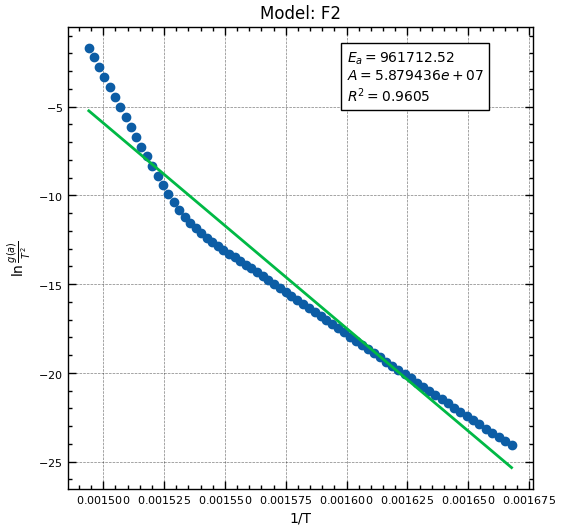 Model: F2
E_a = 961712.52
A = 5.879436e + 07
R² = 0.9605
−5
−10
−15
−20
−25
ln g(a)/T²
0.001500 0.001525 0.001550 0.001575 0.001600 0.001625 0.001650 0.001675
1/T